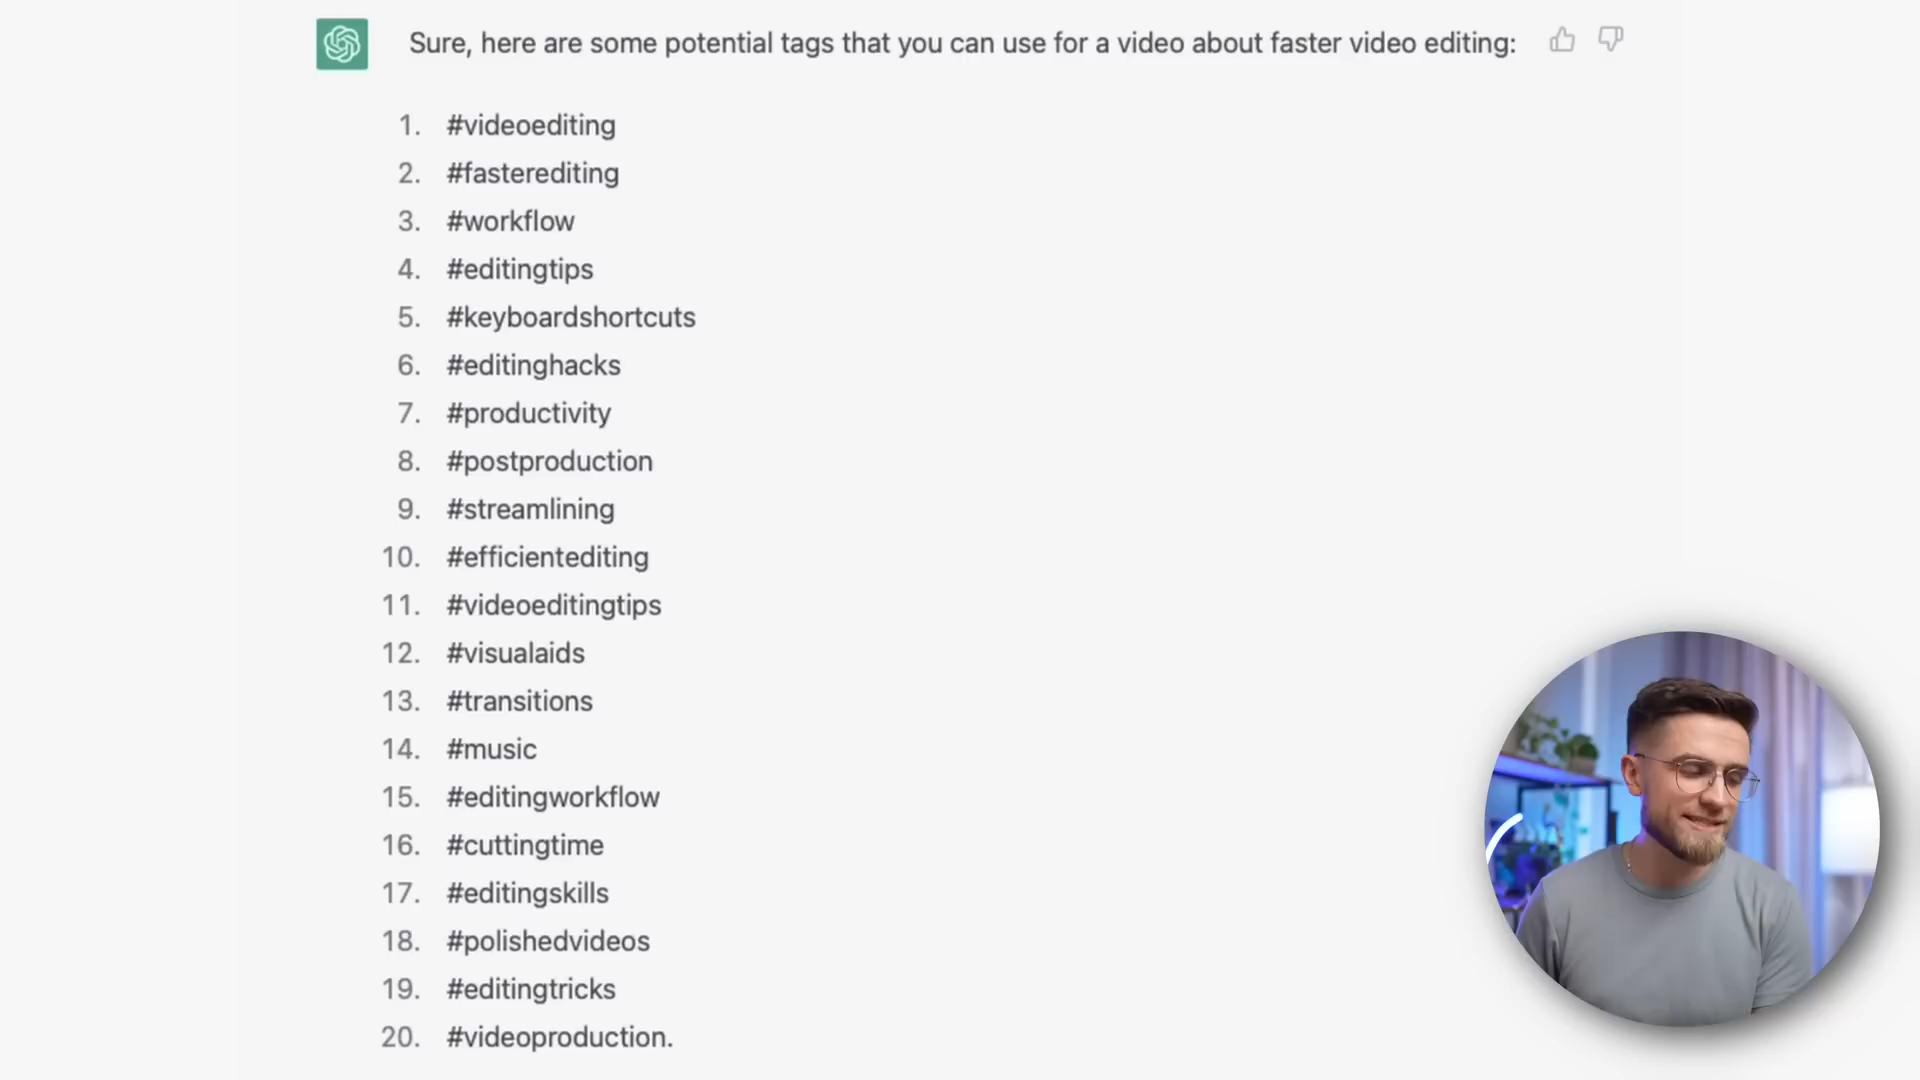 Sure, here are some potential tags that you can use for a video about faster video editing:
1. #videoediting
2. #fasterediting
3. #workflow
4. #editingtips
5. #keyboardshortcuts
6. #editinghacks
7. #productivity
8. #postproduction
9. #streamlining
10. #efficientediting
11. #videoeditingtips
12. #visualaids
13. #transitions
14. #music
15. #editingworkflow
16. #cuttingtime
17. #editingskills
18. #polishedvideos
19. #editingtricks
20. #videoproduction.